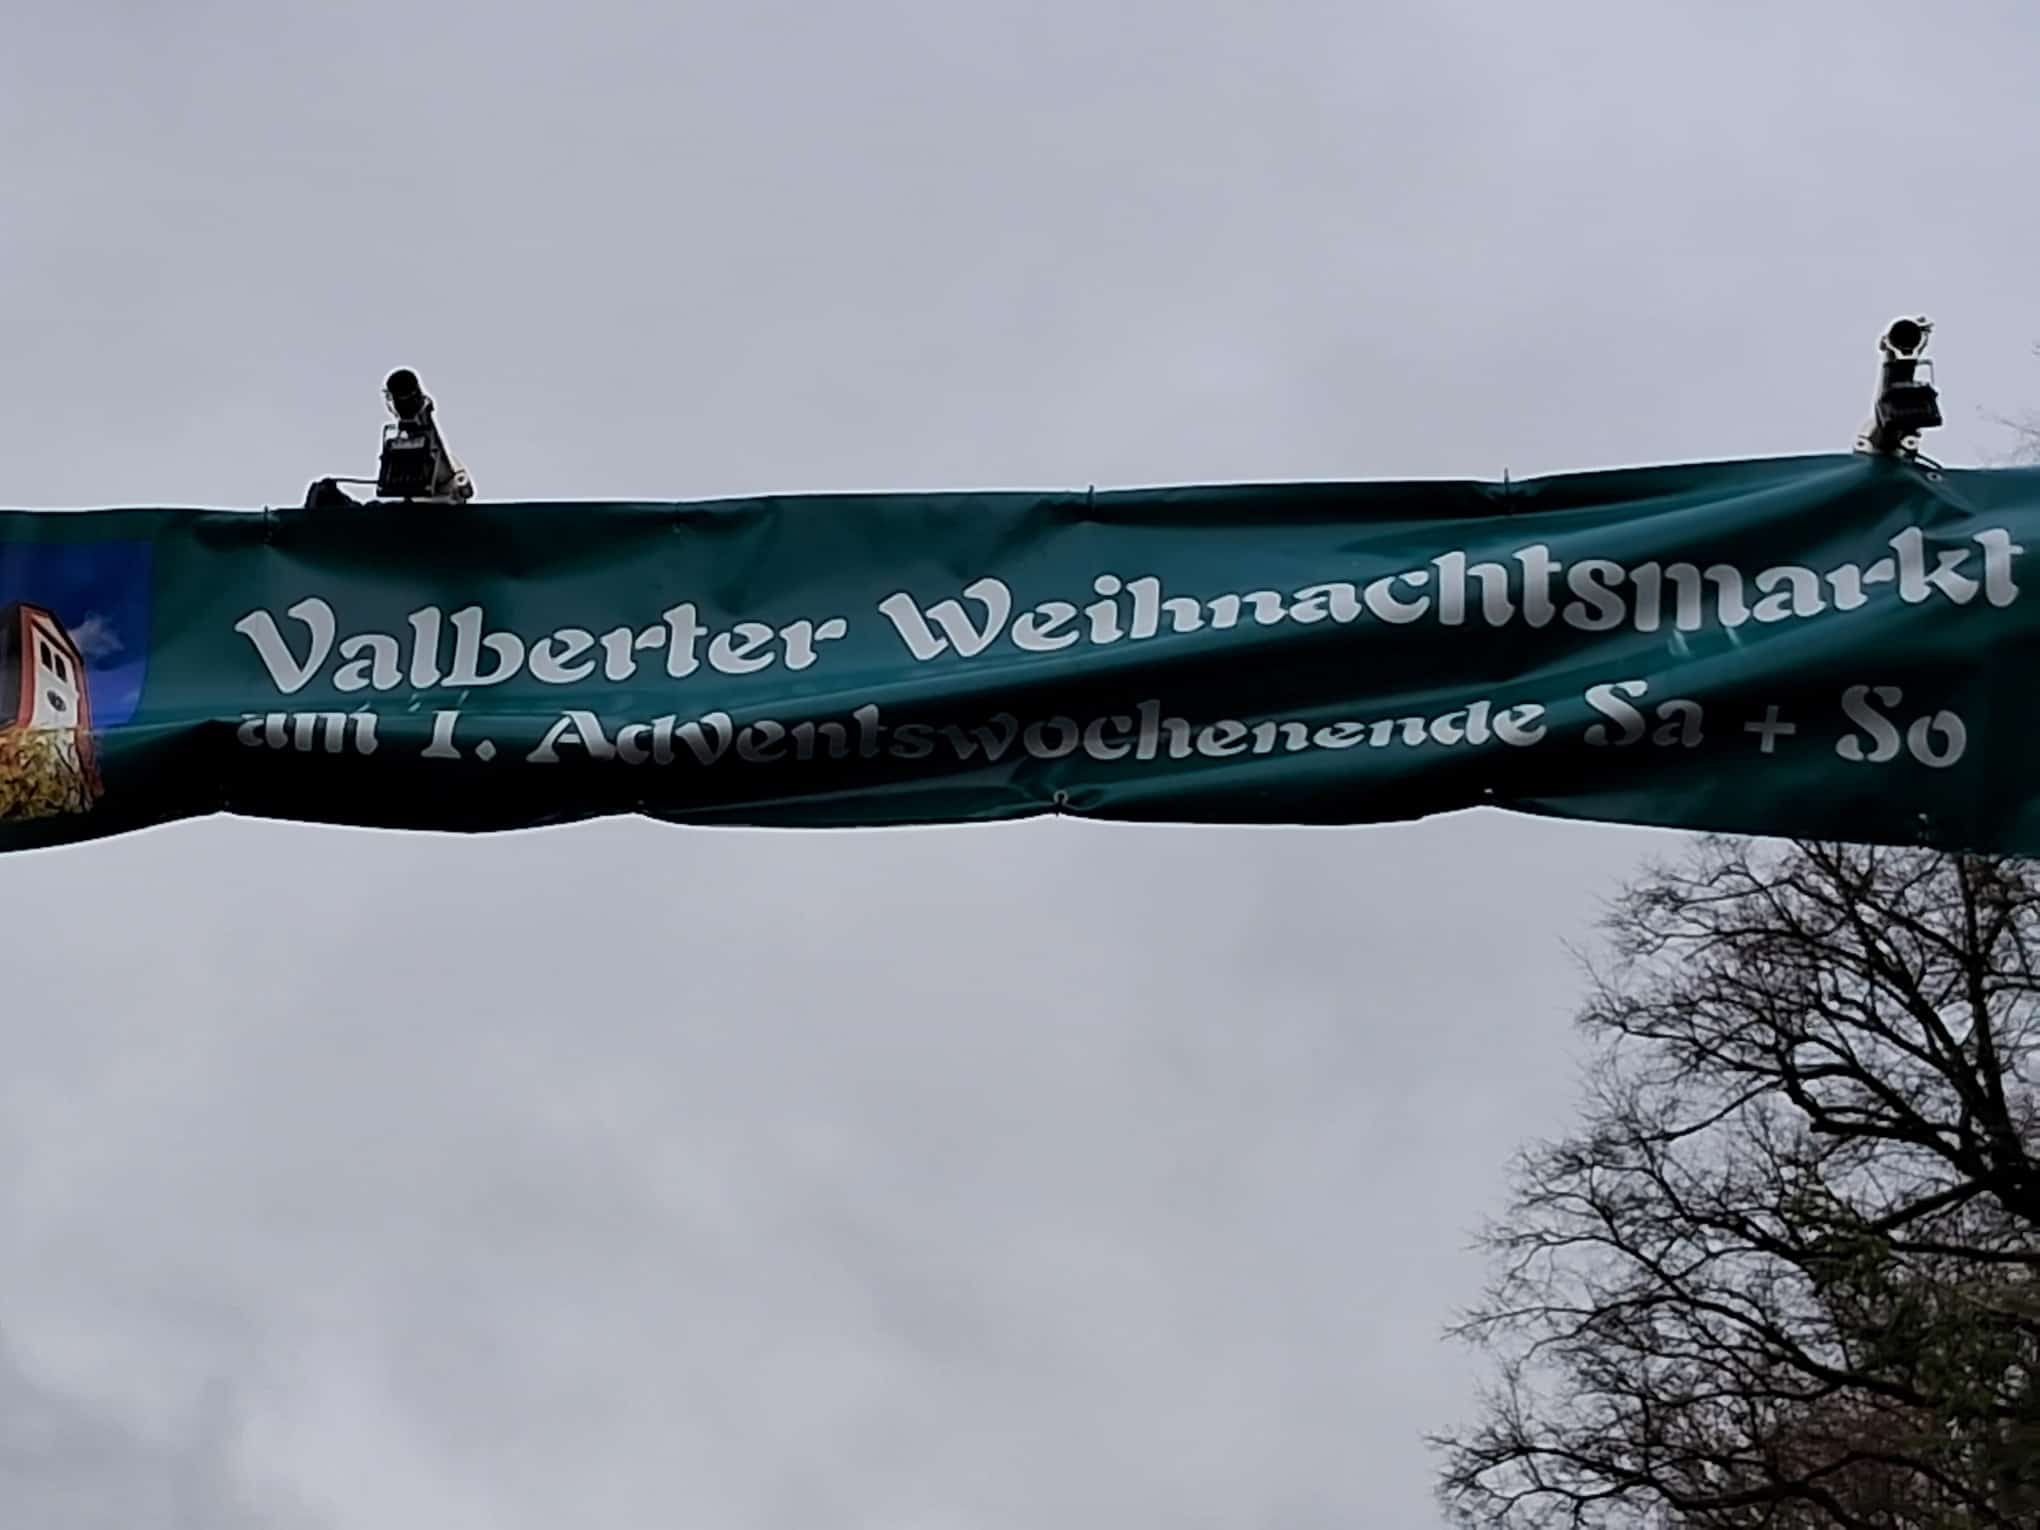 Valberter Weihnachtsmarkt
am 1. Adventswochenende Sa + So